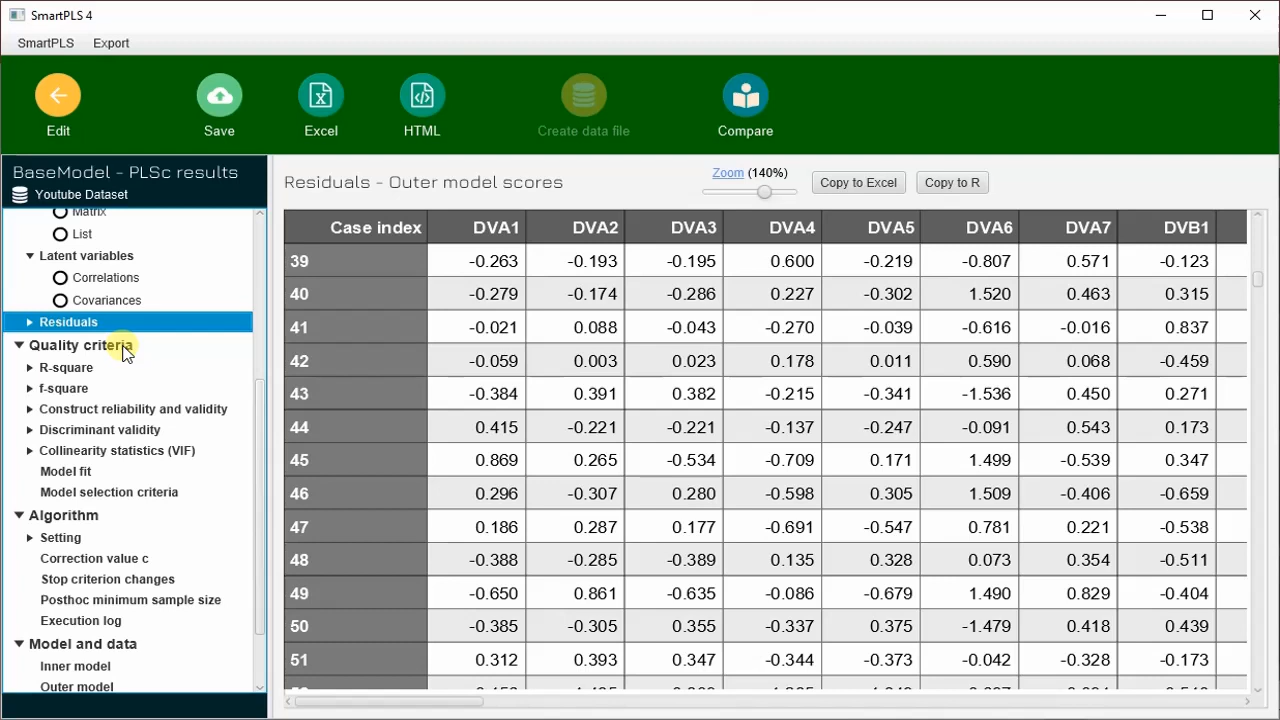 SmartPLS 4
SmartPLS Export
Edit Save Excel HTML Create data file Compare
BaseModel - PLSc results
Youtube Dataset
Matrix
List
Latent variables
Correlations
Covariances
Residuals
Quality criteria
R-square
f-square
Construct reliability and validity
Discriminant validity
Collinearity statistics (VIF)
Model fit
Model selection criteria
Algorithm
Setting
Correction value c
Stop criterion changes
Posthoc minimum sample size
Execution log
Model and data
Inner model
Outer model
Residuals - Outer model scores
Zoom (140%)
Copy to Excel Copy to R
Case index DVA1 DVA2 DVA3 DVA4 DVA5 DVA6 DVA7 DVB1
39 -0.263 -0.193 -0.195 0.600 -0.219 -0.807 0.571 -0.123
40 -0.279 -0.174 -0.286 0.227 -0.302 1.520 0.463 0.315
41 -0.021 0.088 -0.043 -0.270 -0.039 -0.616 -0.016 0.837
42 -0.059 0.003 0.023 0.178 0.011 0.590 0.068 -0.459
43 -0.384 0.391 0.382 -0.215 -0.341 -1.536 0.450 0.271
44 0.415 -0.221 -0.221 -0.137 -0.247 -0.091 0.543 0.173
45 0.869 0.265 -0.534 -0.709 0.171 1.499 -0.539 0.347
46 0.296 -0.307 0.280 -0.598 0.305 1.509 -0.406 -0.659
47 0.186 0.287 0.177 -0.691 -0.547 0.781 0.221 -0.538
48 -0.388 -0.285 -0.389 0.135 0.328 0.073 0.354 -0.511
49 -0.650 0.861 -0.635 -0.086 -0.679 1.490 0.829 -0.404
50 -0.385 -0.305 0.355 -0.337 0.375 -1.479 0.418 0.439
51 0.312 0.393 0.347 -0.344 -0.373 -0.042 -0.328 -0.173